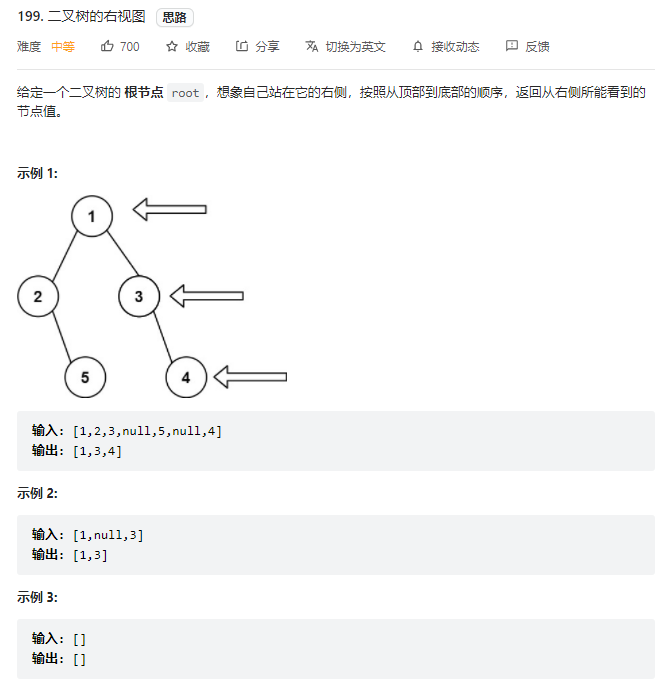 199. 二叉树的右视图 思路
难度 中等 700 收藏 分享 切换为英文 接收动态 反馈
给定一个二叉树的 根节点 root，想象自己站在它的右侧，按照从顶部到底部的顺序，返回从右侧所能看到的
节点值。
示例 1:
1
2 3
5 4
输入: [1,2,3,null,5,null,4]
输出: [1,3,4]
示例 2:
输入: [1,null,3]
输出: [1,3]
示例 3:
输入: []
输出: []